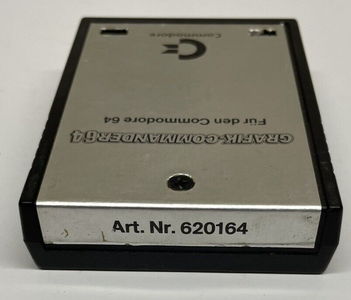 Commodore
Für den Commodore 64
GRAFIK-COMMANDER64
Art. Nr. 620164